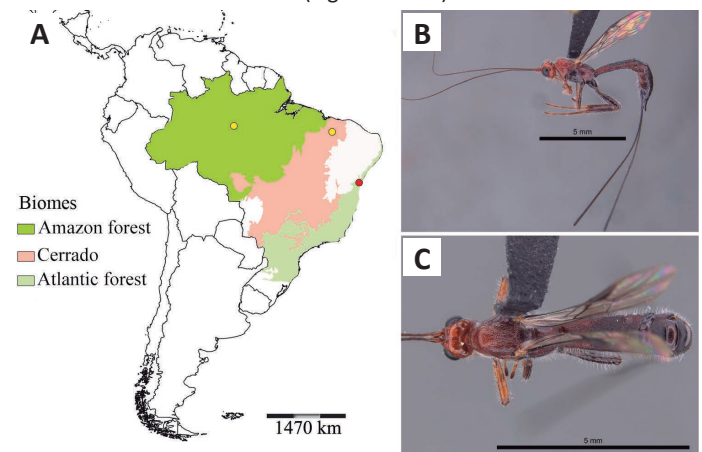 A
Biomes
Amazon forest
Cerrado
Atlantic forest
1470 km
B
5 mm
C
5 mm